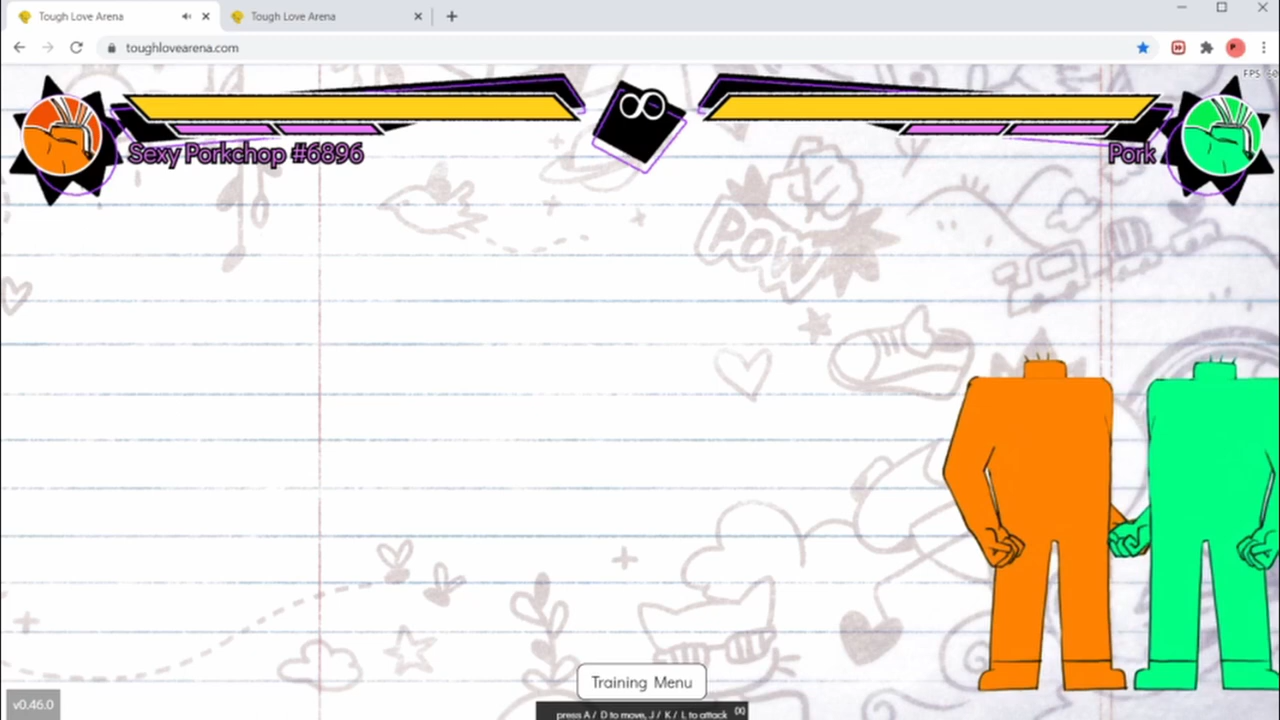 Tough Love Arena
Tough Love Arena
toughlovearena.com
P
FPS: 60
∞
Sexy Porkchop #6896
Pork
POW
Training Menu
v0.46.0
press A / D to move, J / K / L to attack (X)